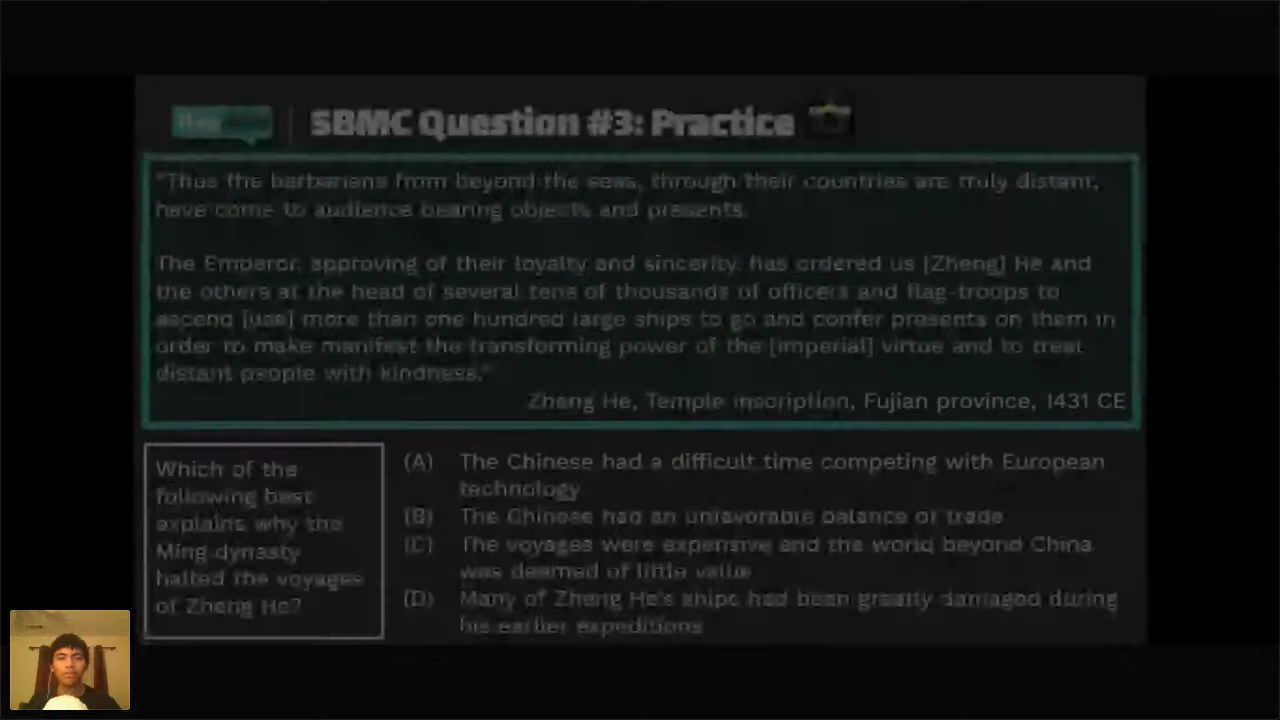 SBMC Question #3: Practice
"Thus the barbarians from beyond the seas, through their countries are truly distant,
have come to audience bearing objects and presents.
The Emperor, approving of their loyalty and sincerity, has ordered us [Zheng] He and
the others at the head of several tens of thousands of officers and flag-troops to
ascend [use] more than one hundred large ships to go and confer presents on them in
order to make manifest the transforming power of the [imperial] virtue and to treat
distant people with kindness."
Zheng He, Temple inscription, Fujian province, 1431 CE
Which of the
following best
explains why the
Ming dynasty
halted the voyages
of Zheng He?
(A) The Chinese had a difficult time competing with European
technology
(B) The Chinese had an unfavorable balance of trade
(C) The voyages were expensive and the world beyond China
was deemed of little value
(D) Many of Zheng He's ships had been greatly damaged during
his earlier expeditions